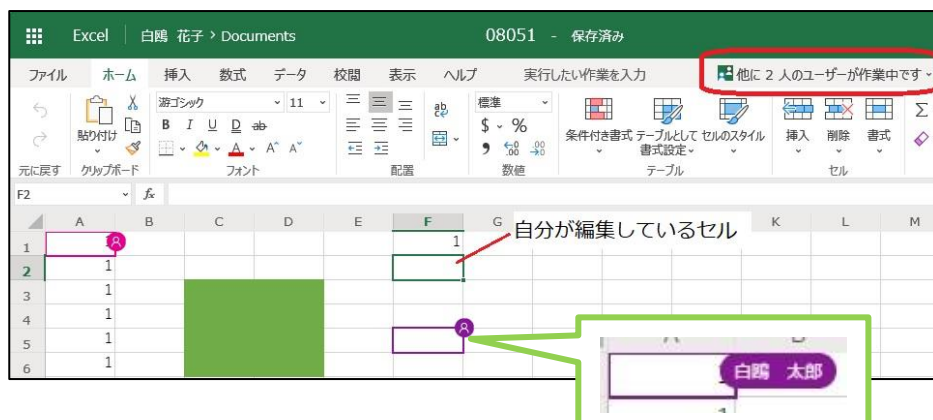 Excel 白鴎 花子 > Documents 08051 - 保存済み
ファイル ホーム 挿入 数式 データ 校閲 表示 ヘルプ 実行したい作業を入力 他に 2 人のユーザーが作業中です
貼り付け 游ゴシック 11 ab 標準 条件付き書式 テーブルとして書式設定 セルのスタイル 挿入 削除 書式 Σ
B I U D ab $ % 
A A^ A˅ 9 .00 .00
元に戻す クリップボード フォント 配置 数値 テーブル セル
F2 fx
A B C D E F G K L M
自分が編集しているセル
1 1
2 1
3 1
4 1
5 1
6 1
白鴎 太郎
1